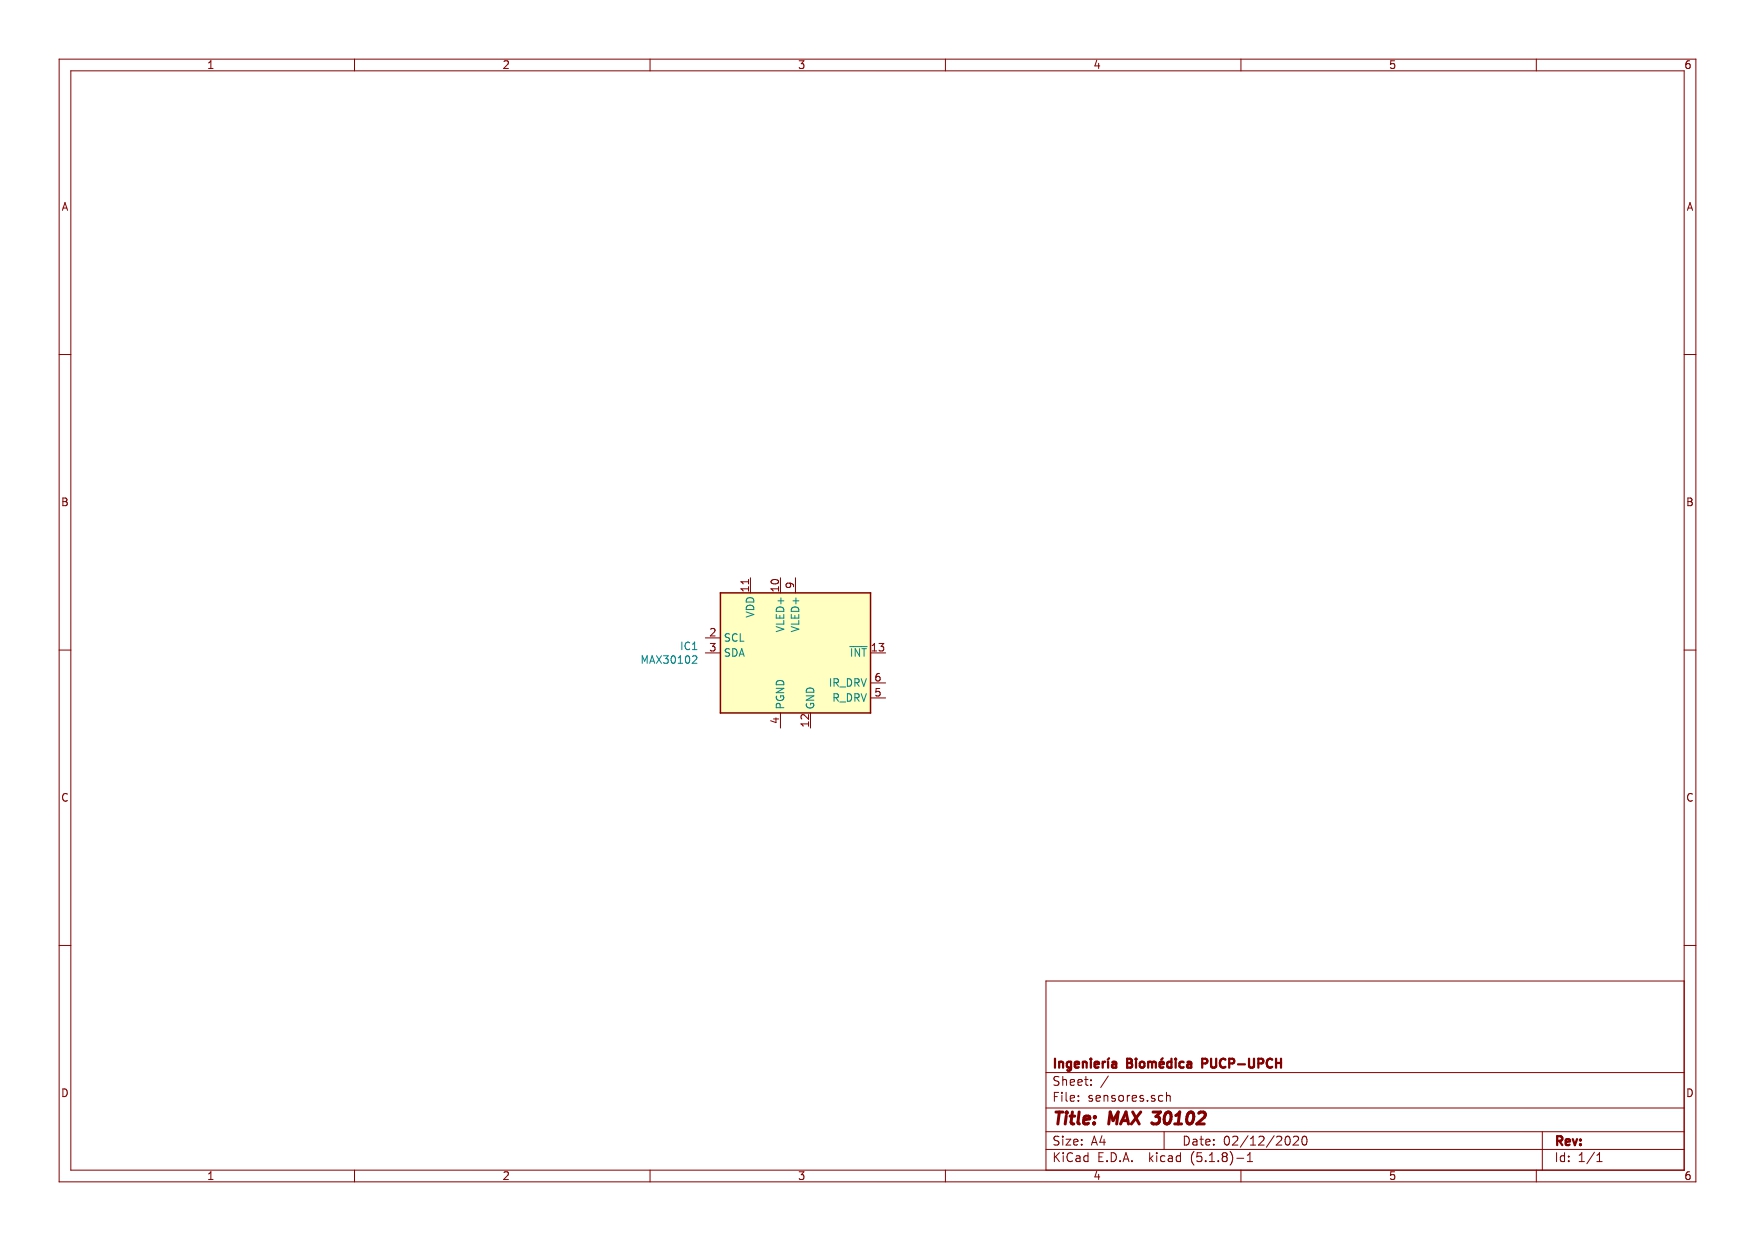 1 2 3 4 5 6
A A
B B
11 10 9
VDD VLED+ VLED+
2 SCL
IC1 3 SDA INT 13
MAX30102
IR_DRV 6
R_DRV 5
PGND GND
4 12
C C
Ingeniería Biomédica PUCP-UPCH
Sheet: /
D D
File: sensores.sch
Title: MAX 30102
Size: A4 Date: 02/12/2020 Rev:
KiCad E.D.A. kicad (5.1.8)-1 Id: 1/1
1 2 3 4 5 6